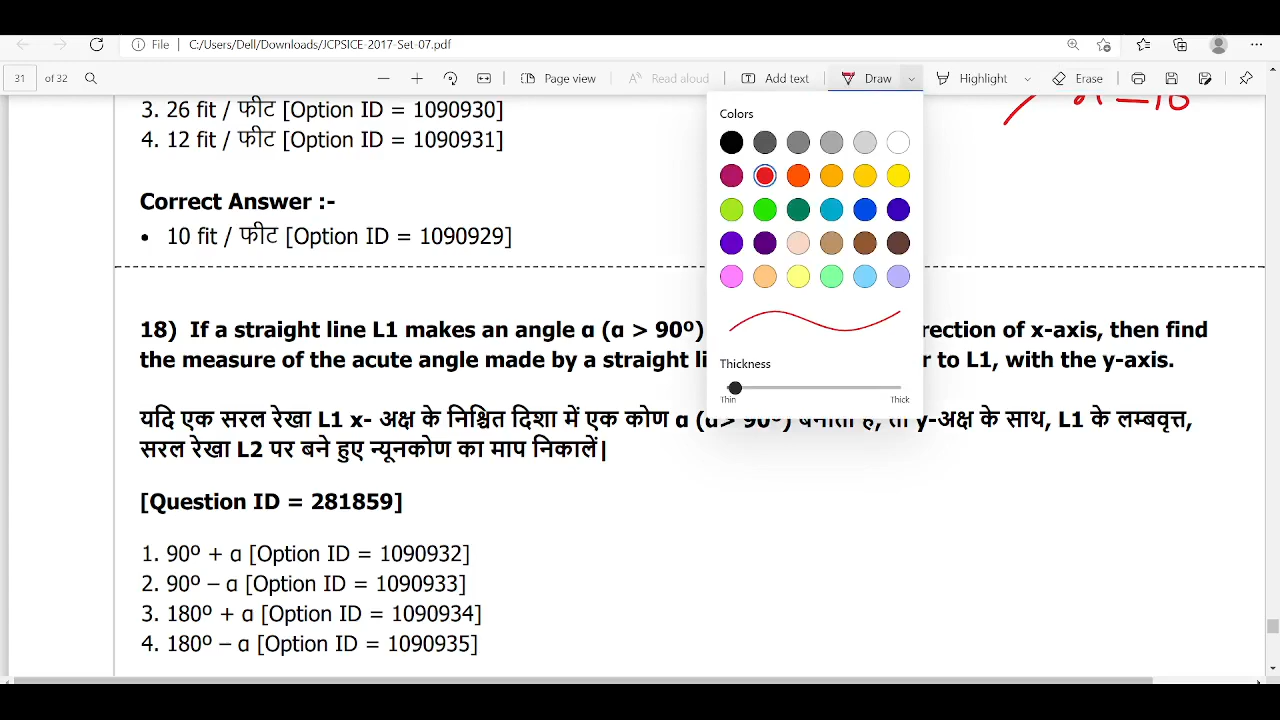 File C:/Users/Dell/Downloads/JCPSICE-2017-Set-07.pdf
31 of 32 Page view Read aloud Add text Draw Highlight Erase
3. 26 fit / फीट [Option ID = 1090930]
4. 12 fit / फीट [Option ID = 1090931]
Correct Answer :-
• 10 fit / फीट [Option ID = 1090929]
Colors
Thickness
Thin Thick
18) If a straight line L1 makes an angle α (α > 90º) rection of x-axis, then find
the measure of the acute angle made by a straight li r to L1, with the y-axis.
यदि एक सरल रेखा L1 x- अक्ष के निश्चित दिशा में एक कोण α (α> 90º) बनाता है, तो y-अक्ष के साथ, L1 के लम्बवृत्त,
सरल रेखा L2 पर बने हुए न्यूनकोण का माप निकालें|
[Question ID = 281859]
1. 90º + α [Option ID = 1090932]
2. 90º – α [Option ID = 1090933]
3. 180º + α [Option ID = 1090934]
4. 180º – α [Option ID = 1090935]